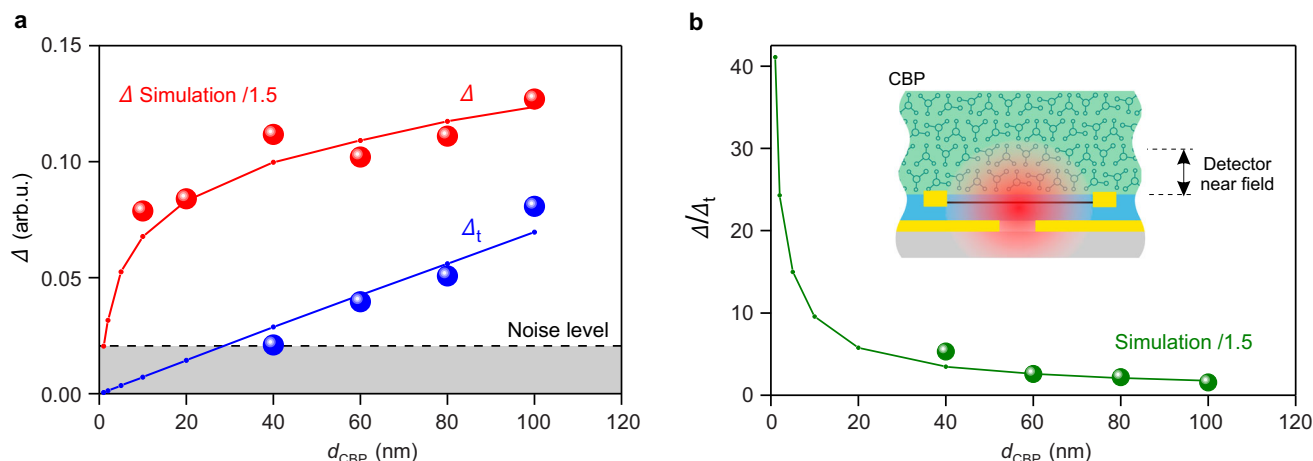 a
Δ (arb.u.)
0.15
0.10
0.05
0.00
Δ Simulation /1.5
Δ
Δt
Noise level
0 20 40 60 80 100 120
dCBP (nm)
b
Δ/Δt
40
30
20
10
0
CBP
Detector
near field
Simulation /1.5
0 20 40 60 80 100 120
dCBP (nm)